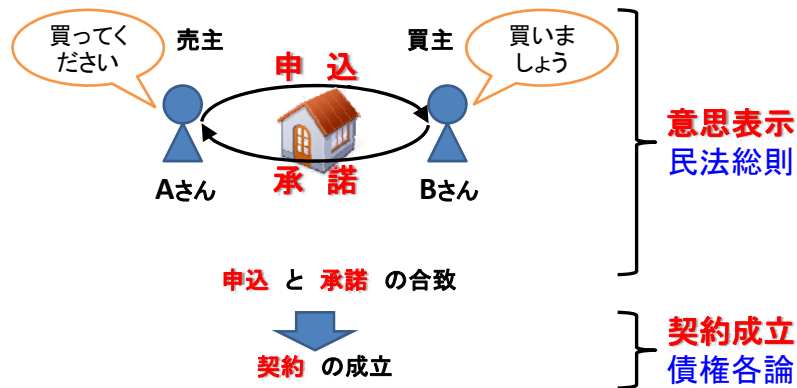 買ってく
ださい
売主
買主
買いま
しょう
申 込
承 諾
Aさん
Bさん
意思表示
民法総則
申込 と 承諾 の合致
契約 の成立
契約成立
債権各論